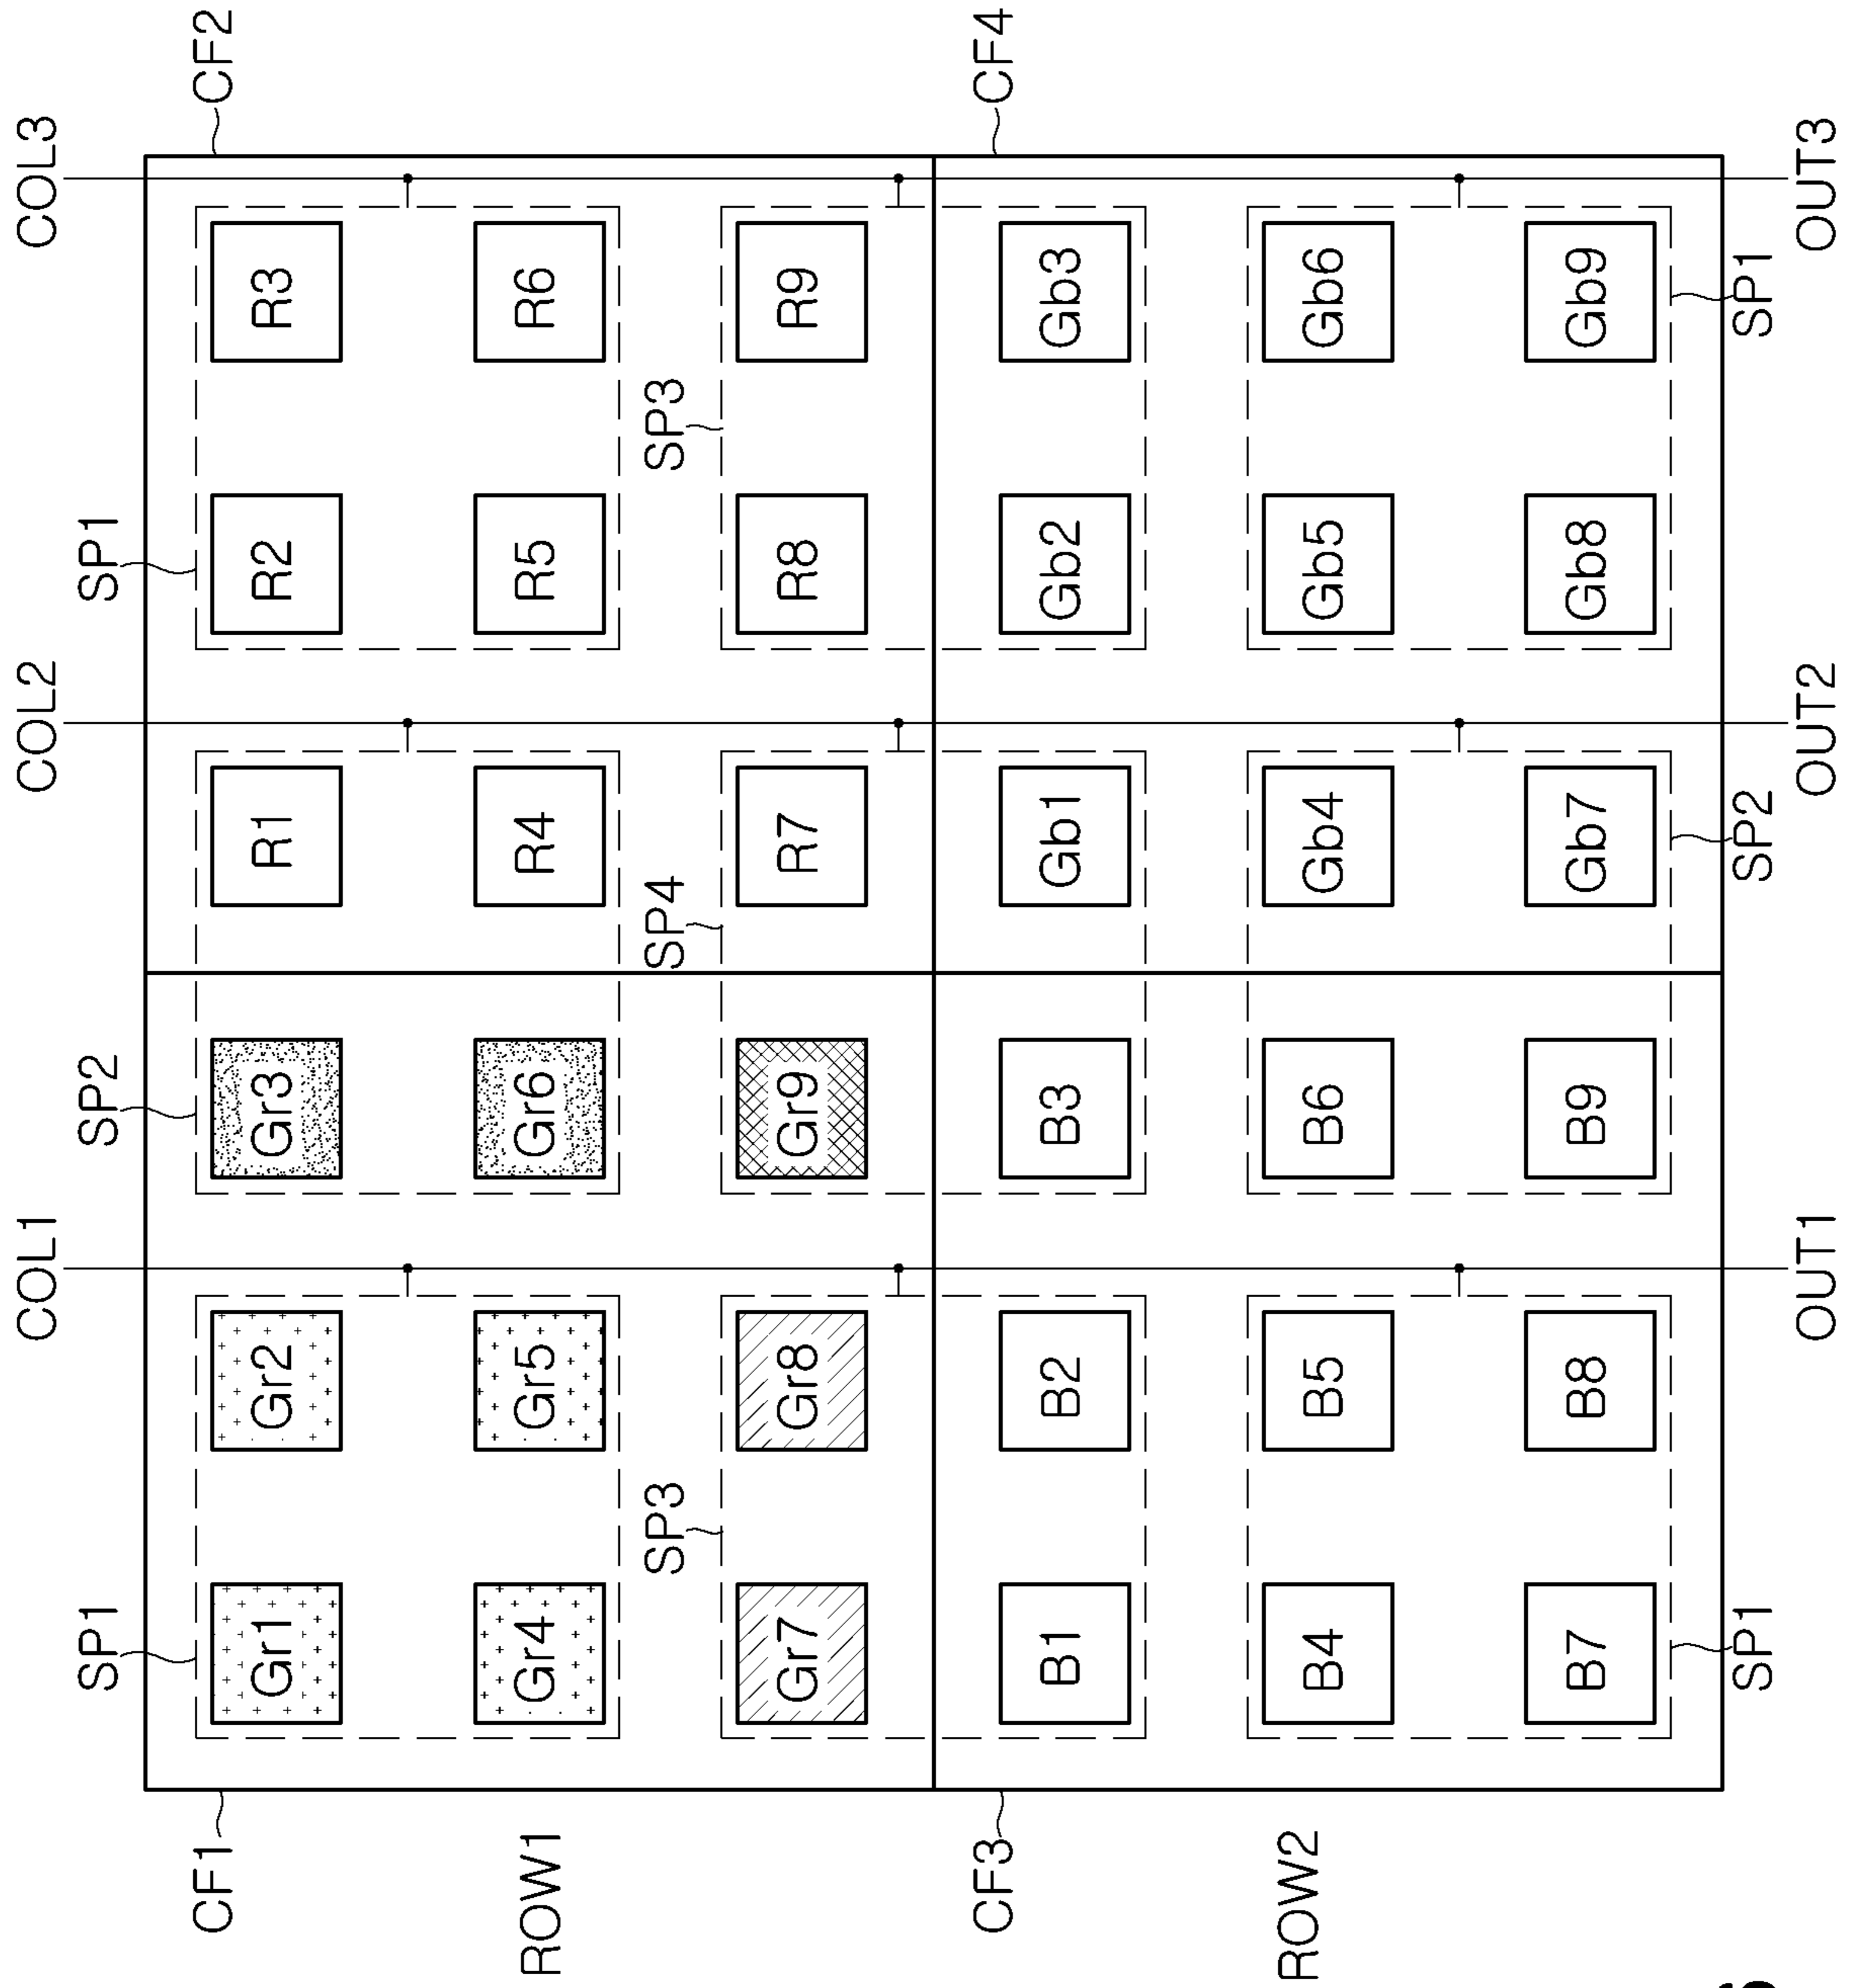 COL1 COL2 COL3
SP1 SP2 SP1
CF1 CF2
Gr1 Gr2 Gr3 R1 R2 R3
ROW1 Gr4 Gr5 Gr6 R4 R5 R6
SP3 SP4 SP3
Gr7 Gr8 Gr9 R7 R8 R9
CF3 CF4
B1 B2 B3 Gb1 Gb2 Gb3
ROW2 B4 B5 B6 Gb4 Gb5 Gb6
B7 B8 B9 Gb7 Gb8 Gb9
SP1 SP2 SP1
OUT1 OUT2 OUT3